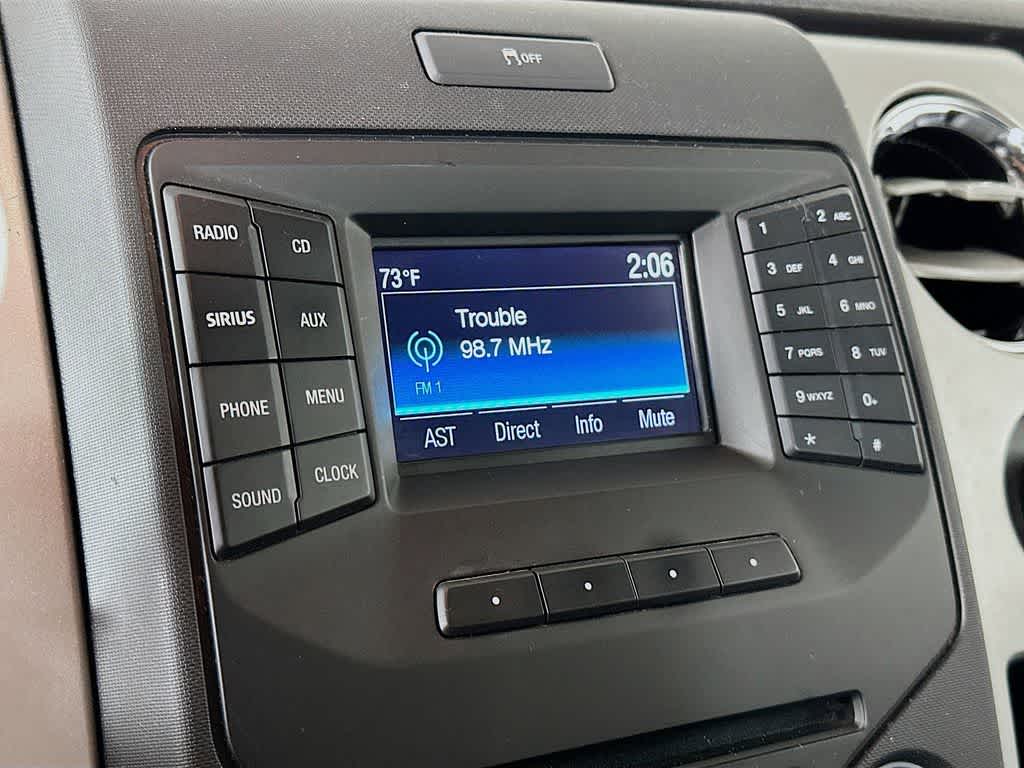 OFF
RADIO
CD
SIRIUS
AUX
PHONE
MENU
SOUND
CLOCK
73°F 2:06
Trouble
98.7 MHz
FM 1
AST Direct Info Mute
1 2 ABC
3 DEF 4 GHI
5 JKL 6 MNO
7 PQRS 8 TUV
9 WXYZ 0+
* #